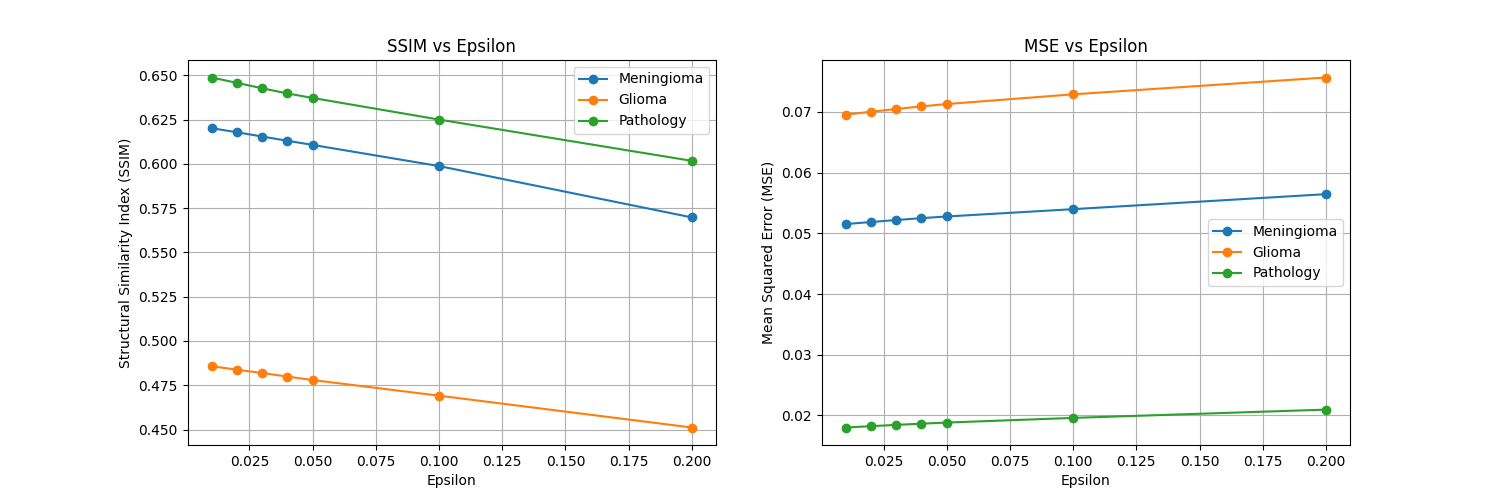 SSIM vs Epsilon
Structural Similarity Index (SSIM)
0.650
0.625
0.600
0.575
0.550
0.525
0.500
0.475
0.450
Meningioma
Glioma
Pathology
0.025 0.050 0.075 0.100 0.125 0.150 0.175 0.200
Epsilon
MSE vs Epsilon
Mean Squared Error (MSE)
0.07
0.06
0.05
0.04
0.03
0.02
Meningioma
Glioma
Pathology
0.025 0.050 0.075 0.100 0.125 0.150 0.175 0.200
Epsilon